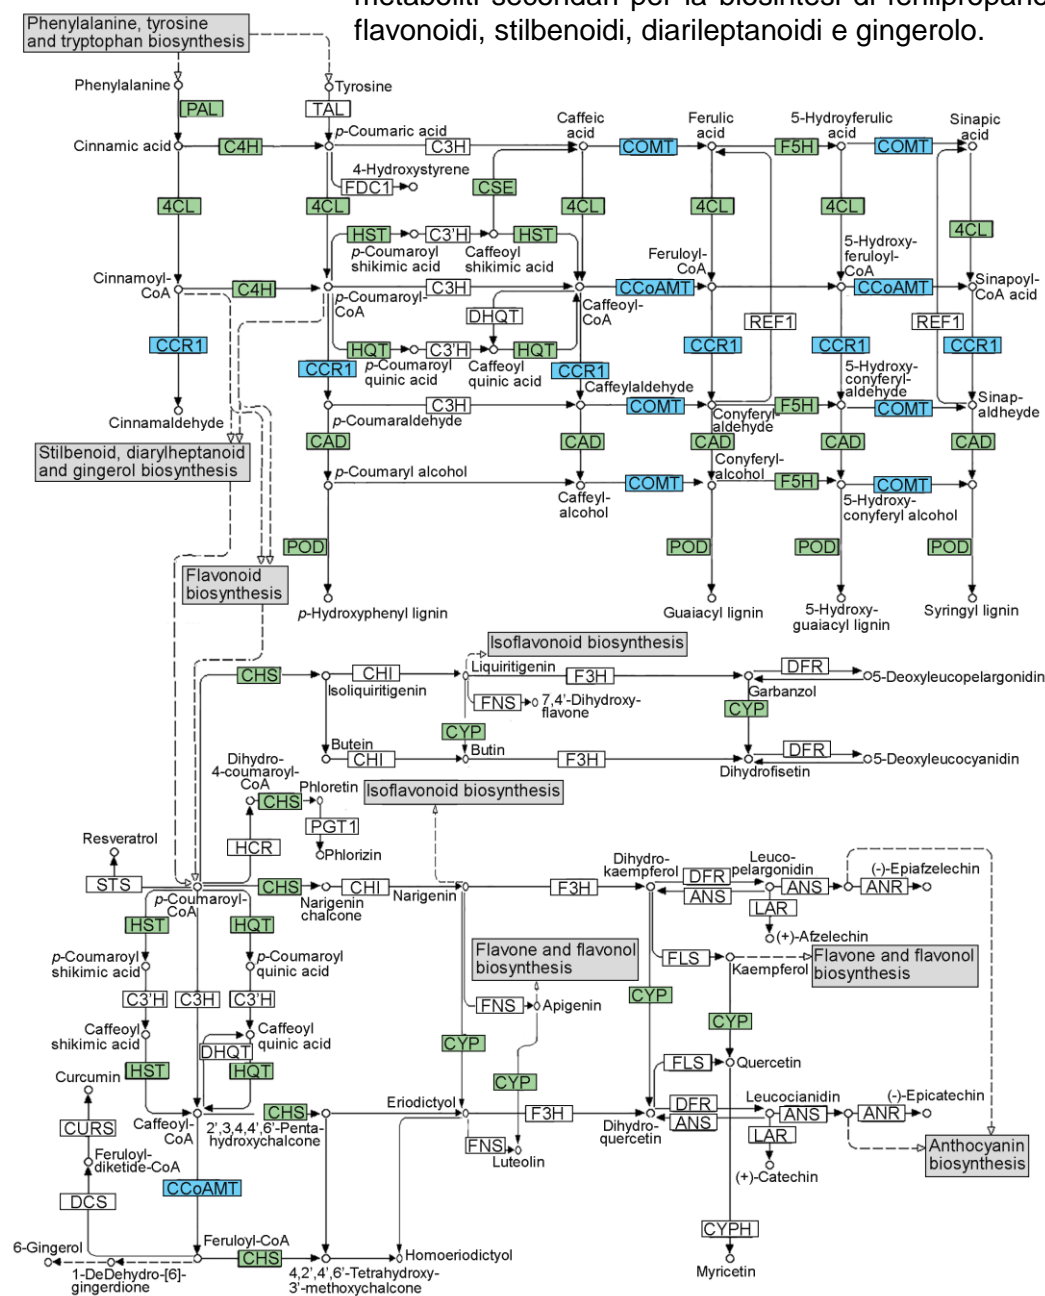 metaboliti secondari per la biosintesi di fenilpropano
flavonoidi, stilbenoidi, diarileptanoidi e gingerolo.
Phenylalanine, tyrosine
and tryptophan biosynthesis
Phenylalanine
Tyrosine
PAL
TAL
Cinnamic acid
C4H
p-Coumaric acid
C3H
Caffeic
acid
COMT
Ferulic
acid
F5H
5-Hydroyferulic
acid
COMT
Sinapic
acid
4-Hydroxystyrene
FDC1
CSE
4CL
4CL
4CL
4CL
4CL
4CL
HST
C3'H
HST
p-Coumaroyl
shikimic acid
Caffeoyl
shikimic acid
Cinnamoyl-
CoA
C4H
p-Coumaroyl-
CoA
C3H
Caffeoyl-
CoA
CCoAMT
Feruloyl-
CoA
5-Hydroxy-
feruloyl-
CoA
CCoAMT
Sinapoyl-
CoA acid
DHQT
REF1
REF1
HQT
C3'H
HQT
p-Coumaroyl
quinic acid
Caffeoyl
quinic acid
CCR1
CCR1
CCR1
CCR1
CCR1
CCR1
Cinnamaldehyde
p-Coumaraldehyde
C3H
Caffeylaldehyde
COMT
Conyferyl-
aldehyde
F5H
5-Hydroxy-
conyferyl-
aldehyde
COMT
Sinap-
aldheyde
Stilbenoid, diarylheptanoid
and gingerol biosynthesis
CAD
CAD
CAD
CAD
CAD
p-Coumaryl alcohol
Caffeyl-
alcohol
COMT
Conyferyl-
alcohol
F5H
5-Hydroxy-
conyferyl alcohol
COMT
POD
POD
POD
POD
Flavonoid
biosynthesis
p-Hydroxyphenyl lignin
Guaiacyl lignin
5-Hydroxy-
guaiacyl lignin
Syringyl lignin
Isoflavonoid biosynthesis
CHS
CHI
Isoliquiritigenin
Liquiritigenin
F3H
Garbanzol
DFR
5-Deoxyleucopelargonidin
FNS
7,4'-Dihydroxy-
flavone
CYP
CYP
Butein
CHI
Butin
F3H
Dihydrofisetin
DFR
5-Deoxyleucocyanidin
Dihydro-
4-coumaroyl-
CoA
CHS
Phloretin
Isoflavonoid biosynthesis
PGT1
Phlorizin
HCR
Resveratrol
STS
p-Coumaroyl-
CoA
CHS
Narigenin
chalcone
CHI
Narigenin
F3H
Dihydro-
kaempferol
DFR
ANS
Leuco-
pelargonidin
ANS
ANR
(-)-Epiafzelechin
LAR
(+)-Afzelechin
HST
HQT
p-Coumaroyl
shikimic acid
p-Coumaroyl
quinic acid
Flavone and flavonol
biosynthesis
FLS
Kaempferol
Flavone and flavonol
biosynthesis
C3'H
C3H
C3'H
FNS
Apigenin
CYP
CYP
Caffeoyl
shikimic acid
DHQT
Caffeoyl
quinic acid
CYP
HST
HQT
CYP
FLS
Quercetin
Curcumin
CURS
Caffeoyl-
CoA
CHS
2',3,4,4',6'-Penta-
hydroxychalcone
Eriodictyol
F3H
Dihydro-
quercetin
DFR
ANS
Leucocianidin
ANS
ANR
(-)-Epicatechin
LAR
(+)-Catechin
Anthocyanin
biosynthesis
FNS
Luteolin
Feruloyl-
diketide-CoA
DCS
CCoAMT
CYPH
Myricetin
6-Gingerol
1-DeDehydro-[6]-
gingerdione
Feruloyl-CoA
CHS
4,2',4',6'-Tetrahydroxy-
3'-methoxychalcone
Homoeriodictyol